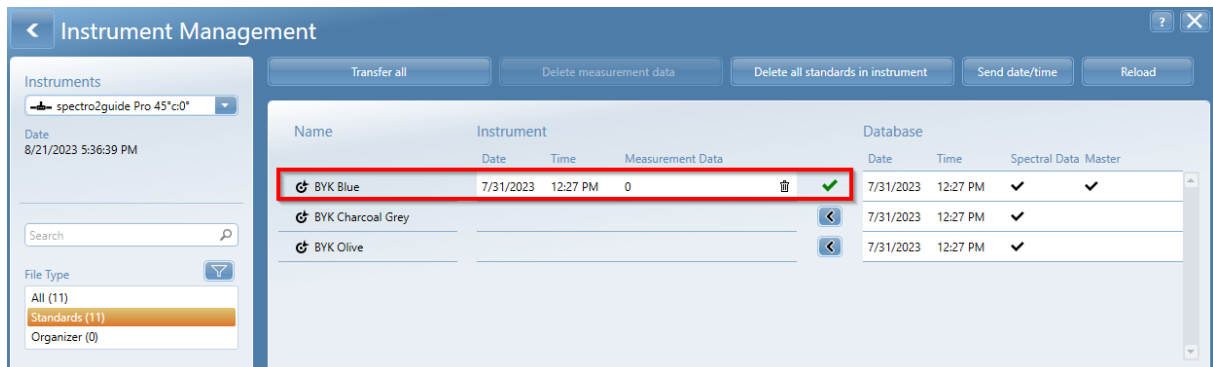 Instrument Management
?
Instruments
spectro2guide Pro 45°c:0°
Date
8/21/2023 5:36:39 PM
Search
File Type
All (11)
Standards (11)
Organizer (0)
Transfer all
Delete measurement data
Delete all standards in instrument
Send date/time
Reload
Name Instrument Database
Date Time Measurement Data Date Time Spectral Data Master
BYK Blue 7/31/2023 12:27 PM 0 7/31/2023 12:27 PM
BYK Charcoal Grey 7/31/2023 12:27 PM
BYK Olive 7/31/2023 12:27 PM